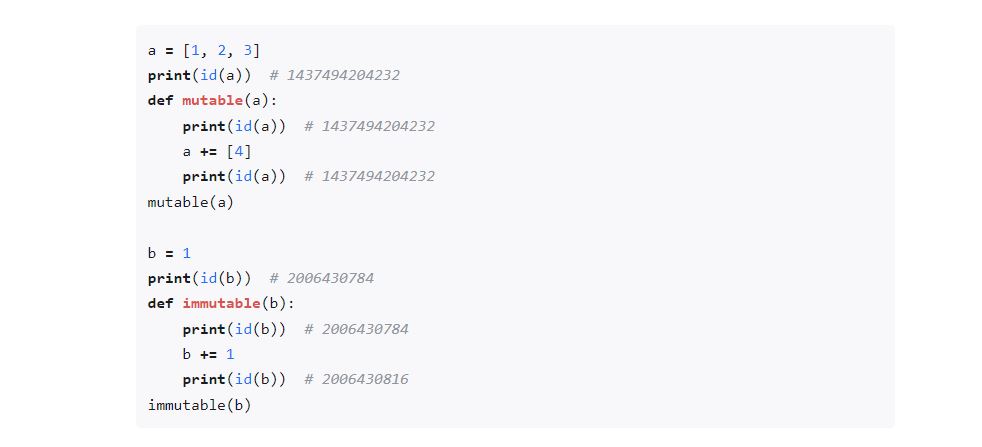 a = [1, 2, 3]
print(id(a))  # 1437494204232
def mutable(a):
    print(id(a))  # 1437494204232
    a += [4]
    print(id(a))  # 1437494204232
mutable(a)

b = 1
print(id(b))  # 2006430784
def immutable(b):
    print(id(b))  # 2006430784
    b += 1
    print(id(b))  # 2006430816
immutable(b)